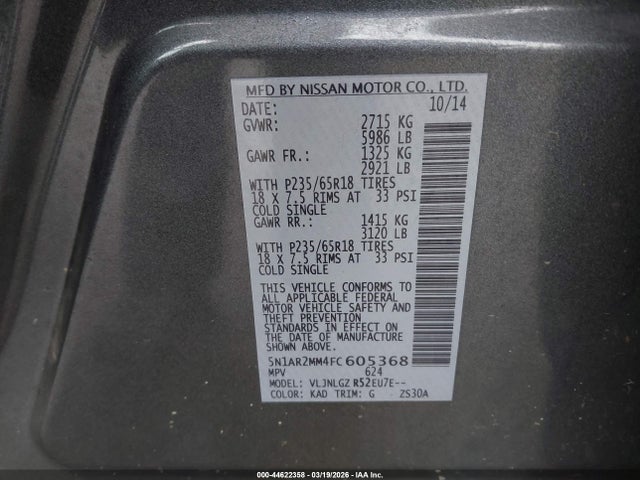 MFD BY NISSAN MOTOR CO., LTD.
DATE: 10/14
GVWR: 2715 KG
5986 LB
GAWR FR.: 1325 KG
2921 LB
WITH P235/65R18 TIRES
18 X 7.5 RIMS AT 33 PSI
COLD SINGLE
GAWR RR.: 1415 KG
3120 LB
WITH P235/65R18 TIRES
18 X 7.5 RIMS AT 33 PSI
COLD SINGLE
THIS VEHICLE CONFORMS TO
ALL APPLICABLE FEDERAL
MOTOR VEHICLE SAFETY AND
THEFT PREVENTION
STANDARDS IN EFFECT ON
THE DATE OF MANUFACTURE
SHOWN ABOVE.
5N1AR2MM4FC605368
MPV 624
MODEL: VLJNLGZ R52EU7E--
COLOR: KAD TRIM: G ZS30A
000-44622358 - 03/19/2026 - IAA Inc.